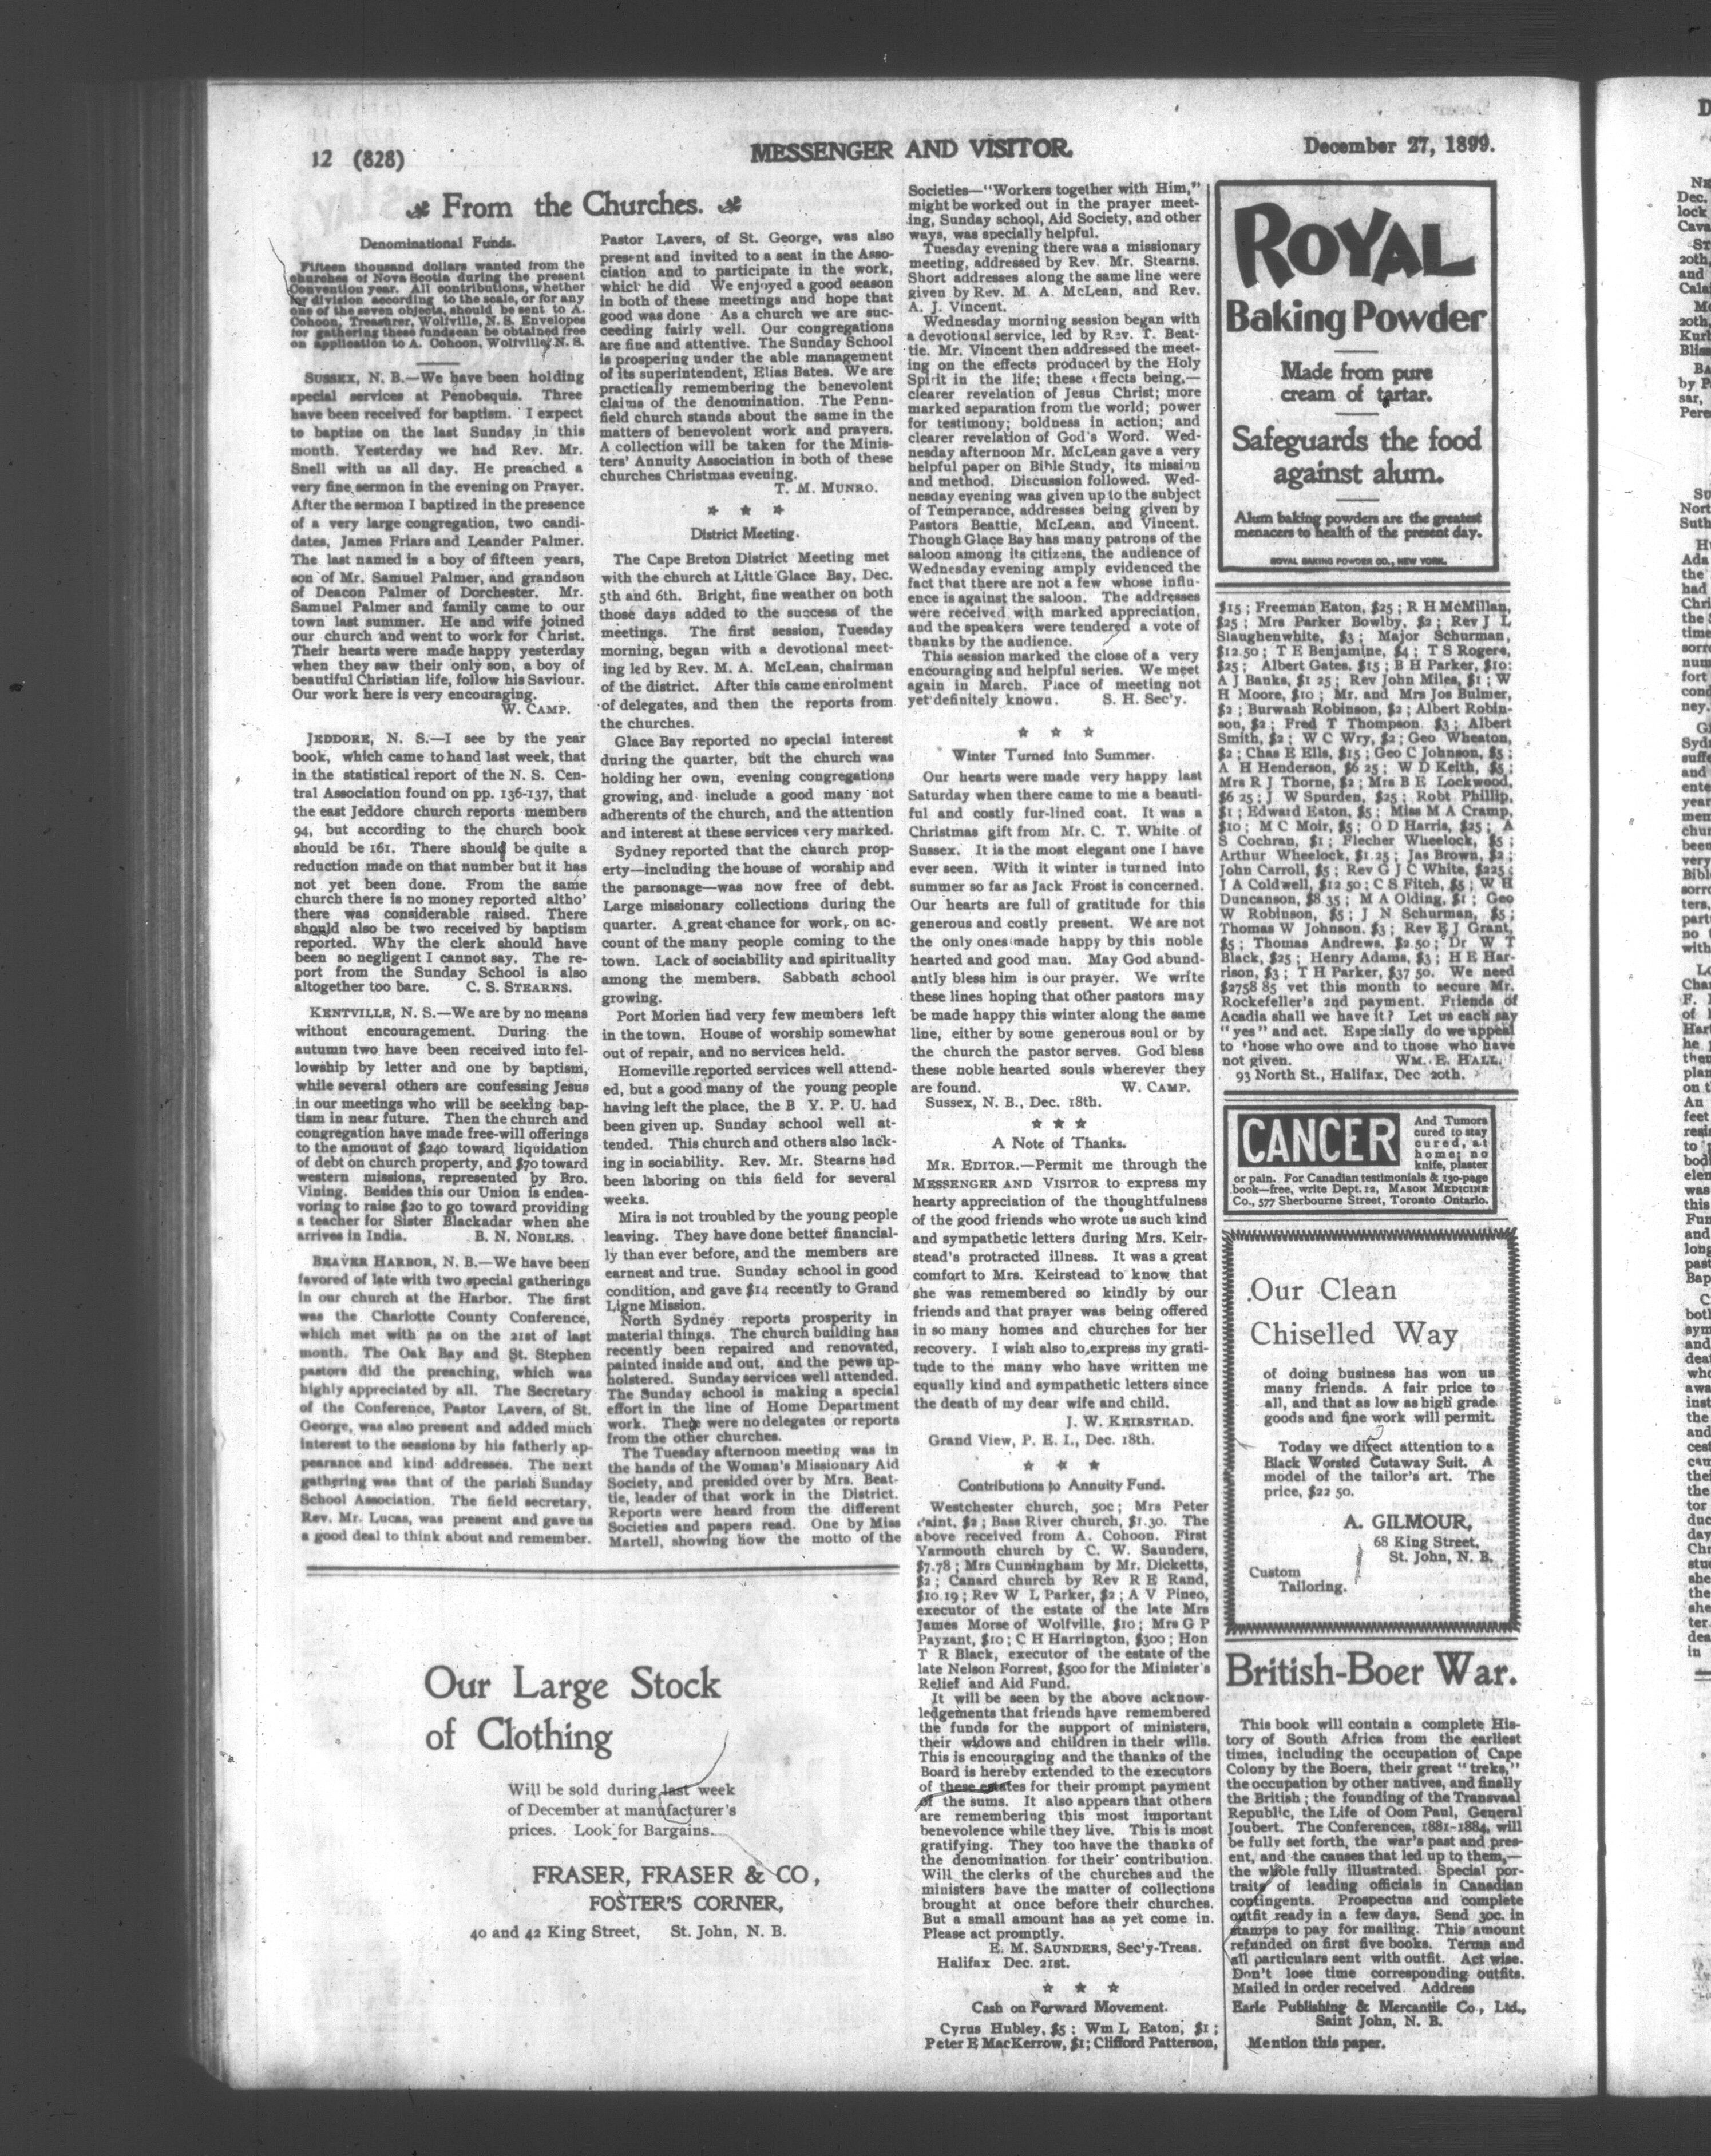 12 (828)
MESSENGER AND VISITOR.
December 27, 1899.
From the Churches.
Denominational Funds.
Fifteen thousand dollars wanted from the
churches of Nova Scotia during the present
Convention year. All contributions, whether
for division according to the scale, or for any
one of the seven objects, should be sent to A.
Cohoon, Treasurer, Wolfville, N. S. Envelopes
for gathering these funds can be obtained free
on application to A. Cohoon, Wolfville, N. S.
SUSSEX, N. B.—We have been holding
special services at Penobsquis. Three
have been received for baptism. I expect
to baptize on the last Sunday in this
month. Yesterday we had Rev. Mr.
Snell with us all day. He preached a
very fine sermon in the evening on Prayer.
After the sermon I baptized in the presence
of a very large congregation, two candi-
dates, James Friars and Leander Palmer.
The last named is a boy of fifteen years,
son of Mr. Samuel Palmer, and grandson
of Deacon Palmer of Dorchester. Mr.
Samuel Palmer and family came to our
town last summer. He and wife joined
our church and went to work for Christ.
Their hearts were made happy yesterday
when they saw their only son, a boy of
beautiful Christian life, follow his Saviour.
Our work here is very encouraging.
W. CAMP.
JEDDORE, N. S.—I see by the year
book, which came to hand last week, that
in the statistical report of the N. S. Cen-
tral Association found on pp. 136-137, that
the east Jeddore church reports members
94, but according to the church book
should be 161. There should be quite a
reduction made on that number but it has
not yet been done. From the same
church there is no money reported altho'
there was considerable raised. There
should also be two received by baptism
reported. Why the clerk should have
been so negligent I cannot say. The re-
port from the Sunday School is also
altogether too bare. C. S. STEARNS.
KENTVILLE, N. S.—We are by no means
without encouragement. During the
autumn two have been received into fel-
lowship by letter and one by baptism,
while several others are confessing Jesus
in our meetings who will be seeking bap-
tism in near future. Then the church and
congregation have made free-will offerings
to the amount of $240 toward liquidation
of debt on church property, and $70 toward
western missions, represented by Bro.
Vining. Besides this our Union is endea-
voring to raise $20 to go toward providing
a teacher for Sister Blackadar when she
arrives in India. B. N. NOBLES.
BEAVER HARBOR, N. B.—We have been
favored of late with two special gatherings
in our church at the Harbor. The first
was the Charlotte County Conference,
which met with us on the 21st of last
month. The Oak Bay and St. Stephen
pastors did the preaching, which was
highly appreciated by all. The Secretary
of the Conference, Pastor Lavers, of St.
George, was also present and added much
interest to the sessions by his fatherly ap-
pearance and kind addresses. The next
gathering was that of the parish Sunday
School Association. The field secretary,
Rev. Mr. Lucas, was present and gave us
a good deal to think about and remember.
Pastor Lavers, of St. George, was also
present and invited to a seat in the Asso-
ciation and to participate in the work,
which he did. We enjoyed a good season
in both of these meetings and hope that
good was done. As a church we are suc-
ceeding fairly well. Our congregations
are fine and attentive. The Sunday School
is prospering under the able management
of its superintendent, Elias Bates. We are
practically remembering the benevolent
claims of the denomination. The Penn-
field church stands about the same in the
matters of benevolent work and prayers.
A collection will be taken for the Minis-
ters' Annuity Association in both of these
churches Christmas evening.
T. M. MUNRO.
District Meeting.
The Cape Breton District Meeting met
with the church at Little Glace Bay, Dec.
5th and 6th. Bright, fine weather on both
those days added to the success of the
meetings. The first session, Tuesday
morning, began with a devotional meet-
ing led by Rev. M. A. McLean, chairman
of the district. After this came enrolment
of delegates, and then the reports from
the churches.
Glace Bay reported no special interest
during the quarter, but the church was
holding her own, evening congregations
growing, and include a good many not
adherents of the church, and the attention
and interest at these services very marked.
Sydney reported that the church prop-
erty—including the house of worship and
the parsonage—was now free of debt.
Large missionary collections during the
quarter. A great chance for work, on ac-
count of the many people coming to the
town. Lack of sociability and spirituality
among the members. Sabbath school
growing.
Port Morien had very few members left
in the town. House of worship somewhat
out of repair, and no services held.
Homeville reported services well attend-
ed, but a good many of the young people
having left the place, the B Y. P. U. had
been given up. Sunday school well at-
tended. This church and others also lack-
ing in sociability. Rev. Mr. Stearns had
been laboring on this field for several
weeks.
Mira is not troubled by the young people
leaving. They have done better financial-
ly than ever before, and the members are
earnest and true. Sunday school in good
condition, and gave $14 recently to Grand
Ligne Mission.
North Sydney reports prosperity in
material things. The church building has
recently been repaired and renovated,
painted inside and out, and the pews up-
holstered. Sunday services well attended.
The Sunday school is making a special
effort in the line of Home Department
work. There were no delegates or reports
from the other churches.
The Tuesday afternoon meeting was in
the hands of the Woman's Missionary Aid
Society, and presided over by Mrs. Beat-
tie, leader of that work in the District.
Reports were heard from the different
Societies and papers read. One by Miss
Martell, showing how the motto of the
Our Large Stock
of Clothing
Will be sold during last week
of December at manufacturer's
prices. Look for Bargains.
FRASER, FRASER & CO,
FOSTER'S CORNER,
40 and 42 King Street, St. John, N. B.
Societies—"Workers together with Him,"
might be worked out in the prayer meet-
ing, Sunday school, Aid Society, and other
ways, was specially helpful.
Tuesday evening there was a missionary
meeting, addressed by Rev. Mr. Stearns.
Short addresses along the same line were
given by Rev. M. A. McLean, and Rev.
A. J. Vincent.
Wednesday morning session began with
a devotional service, led by Rev. T. Beat-
tie. Mr. Vincent then addressed the meet-
ing on the effects produced by the Holy
Spirit in the life; these effects being,—
clearer revelation of Jesus Christ; more
marked separation from the world; power
for testimony; boldness in action; and
clearer revelation of God's Word. Wed-
nesday afternoon Mr. McLean gave a very
helpful paper on Bible Study, its mission
and method. Discussion followed. Wed-
nesday evening was given up to the subject
of Temperance, addresses being given by
Pastors Beattie, McLean, and Vincent.
Though Glace Bay has many patrons of the
saloon among its citizens, the audience of
Wednesday evening amply evidenced the
fact that there are not a few whose influ-
ence is against the saloon. The addresses
were received with marked appreciation,
and the speakers were tendered a vote of
thanks by the audience.
This session marked the close of a very
encouraging and helpful series. We meet
again in March. Place of meeting not
yet definitely known. S. H. Sec'y.
Winter Turned Into Summer.
Our hearts were made very happy last
Saturday when there came to me a beauti-
ful and costly fur-lined coat. It was a
Christmas gift from Mr. C. T. White of
Sussex. It is the most elegant one I have
ever seen. With it winter is turned into
summer so far as Jack Frost is concerned.
Our hearts are full of gratitude for this
generous and costly present. We are not
the only ones made happy by this noble
hearted and good man. May God abund-
antly bless him is our prayer. We write
these lines hoping that other pastors may
be made happy this winter along the same
line, either by some generous soul or by
the church the pastor serves. God bless
these noble hearted souls wherever they
are found. W. CAMP.
Sussex, N. B., Dec. 18th.
A Note of Thanks.
MR. EDITOR.—Permit me through the
MESSENGER AND VISITOR to express my
hearty appreciation of the thoughtfulness
of the good friends who wrote us such kind
and sympathetic letters during Mrs. Keir-
stead's protracted illness. It was a great
comfort to Mrs. Keirstead to know that
she was remembered so kindly by our
friends and that prayer was being offered
in so many homes and churches for her
recovery. I wish also to express my grati-
tude to the many who have written me
equally kind and sympathetic letters since
the death of my dear wife and child.
J. W. KEIRSTEAD.
Grand View, P. E. I., Dec. 18th.
Contributions to Annuity Fund.
Westchester church, 50c; Mrs Peter
Paint, $2; Bass River church, $1.30. The
above received from A. Cohoon. First
Yarmouth church by C. W. Saunders,
$7.78; Mrs Cunningham by Mr. Dicketts,
$2; Canard church by Rev R E Rand,
$10.19; Rev W L Parker, $2; A V Pineo,
executor of the estate of the late Mrs
James Morse of Wolfville, $10; Mrs G P
Payzant, $10; C H Harrington, $300; Hon
T R Black, executor of the estate of the
late Nelson Forrest, $500 for the Minister's
Relief and Aid Fund.
It will be seen by the above acknow-
ledgements that friends have remembered
the funds for the support of ministers,
their widows and children in their wills.
This is encouraging and the thanks of the
Board is hereby extended to the executors
of these estates for their prompt payment
of the sums. It also appears that others
are remembering this most important
benevolence while they live. This is most
gratifying. They too have the thanks of
the denomination for their contribution.
Will the clerks of the churches and the
ministers have the matter of collections
brought at once before their churches.
But a small amount has as yet come in.
Please act promptly.
E. M. SAUNDERS, Sec'y-Treas.
Halifax Dec. 21st.
Cash on Forward Movement.
Cyrus Hubley, $5; Wm L Eaton, $1;
Peter E MacKerrow, $1; Clifford Patterson,
ROYAL
Baking Powder
Made from pure
cream of tartar.
Safeguards the food
against alum.
Alum baking powders are the greatest
menacers to health of the present day.
ROYAL BAKING POWDER CO., NEW YORK.
$15; Freeman Eaton, $25; R H McMillan,
$25; Mrs Parker Bowlby, $2; Rev J L
Slaughenwhite, $3; Major Schurman,
$12.50; T E Benjamine, $4; T S Rogers,
$25; Albert Gates, $15; B H Parker, $10;
A J Banks, $1 25; Rev John Miles, $1; W
H Moore, $10; Mr. and Mrs Jos Bulmer,
$2; Burwash Robinson, $2; Albert Robin-
son, $2; Fred T Thompson $3; Albert
Smith, $2; W C Wry, $2; Geo Wheaton,
$2; Chas E Ells, $15; Geo C Johnson, $5;
A H Henderson, $6 25; W D Keith, $5;
Mrs R J Thorne, $2; Mrs B E Lockwood,
$6 25; J W Spurden, $25; Robt Phillip,
$1; Edward Eaton, $5; Miss M A Cramp,
$10; M C Moir, $5; O D Harris, $25; A
S Cochran, $1; Flecher Wheelock, $5;
Arthur Wheelock, $1.25; Jas Brown, $2;
John Carroll, $5; Rev G J C White, $225;
J A Coldwell, $12 50; C S Fitch, $5; W H
Duncanson, $8.35; M A Olding, $1; Geo
W Robinson, $5; J N Schurman, $5;
Thomas W Johnson, $3; Rev E J Grant,
$5; Thomas Andrews, $2.50; Dr W T
Black, $25; Henry Adams, $3; H E Har-
rison, $3; T H Parker, $37 50. We need
$2758 85 yet this month to secure Mr.
Rockefeller's 2nd payment. Friends of
Acadia shall we have it? Let us each say
"yes" and act. Especially do we appeal
to those who owe and to those who have
not given. WM. E. HALL.
93 North St., Halifax, Dec 20th.
CANCER
And Tumors
cured to stay
cured, at
home; no
knife, plaster
or pain. For Canadian testimonials & 130-page
book—free, write Dept. 12, MASON MEDICINE
Co., 577 Sherbourne Street, Toronto Ontario.
Our Clean
Chiselled Way
of doing business has won us
many friends. A fair price to
all, and that as low as high grade
goods and fine work will permit.
Today we direct attention to a
Black Worsted Cutaway Suit. A
model of the tailor's art. The
price, $22 50.
A. GILMOUR,
68 King Street,
St. John, N. B.
Custom
Tailoring.
British-Boer War.
This book will contain a complete His-
tory of South Africa from the earliest
times, including the occupation of Cape
Colony by the Boers, their great "treks,"
the occupation by other natives, and finally
the British; the founding of the Transvaal
Republic, the Life of Oom Paul, General
Joubert. The Conferences, 1881-1884, will
be fully set forth, the war's past and pres-
ent, and the causes that led up to them,—
the whole fully illustrated. Special por-
traits of leading officials in Canadian
contingents. Prospectus and complete
outfit ready in a few days. Send 30c. in
stamps to pay for mailing. This amount
refunded on first five books. Terms and
all particulars sent with outfit. Act wise.
Don't lose time corresponding outfits.
Mailed in order received. Address
Earle Publishing & Mercantile Co, Ltd.,
Saint John, N. B.
Mention this paper.